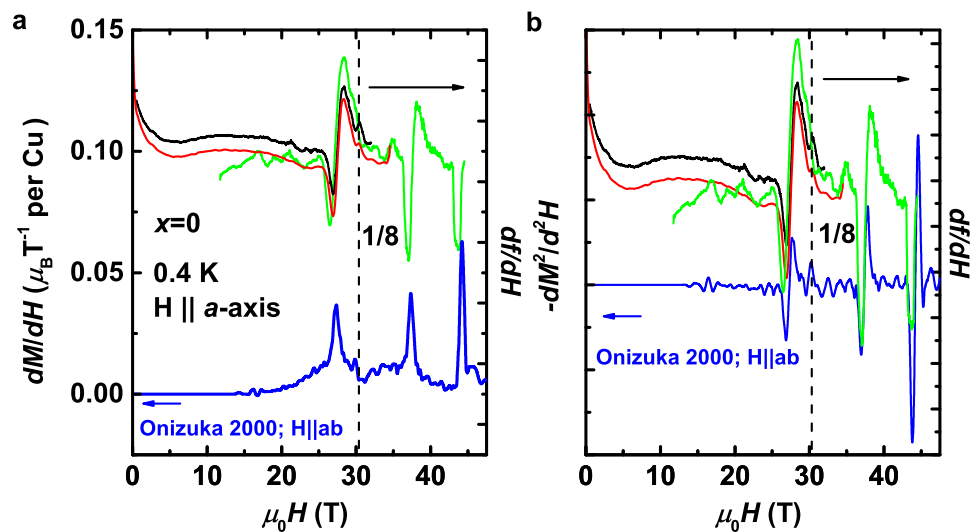 a
0.15
0.10
0.05
0.00
dM/dH (μBT-1 per Cu)
x=0
0.4 K
H || a-axis
1/8
Onizuka 2000; H||ab
df/dH
0 10 20 30 40
μ0H (T)
b
-dM2/d2H
1/8
Onizuka 2000; H||ab
df/dH
0 10 20 30 40
μ0H (T)